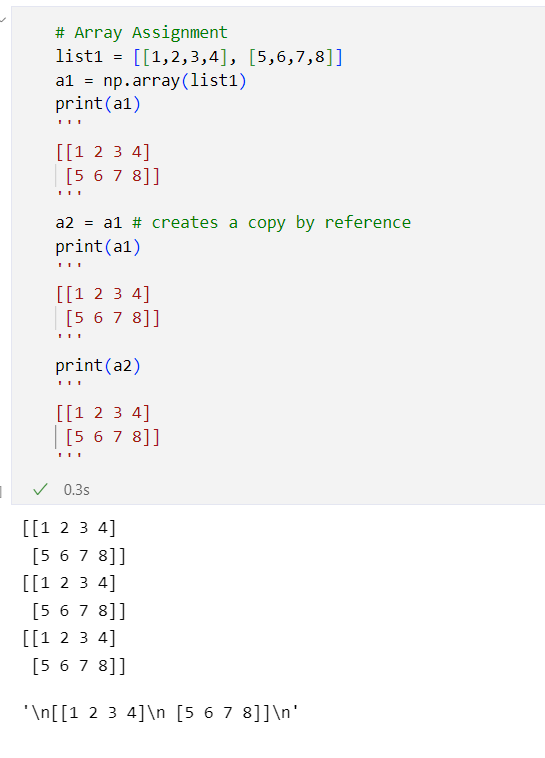 # Array Assignment
list1 = [[1,2,3,4], [5,6,7,8]]
a1 = np.array(list1)
print(a1)
'''
[[1 2 3 4]
 [5 6 7 8]]
'''
a2 = a1 # creates a copy by reference
print(a1)
'''
[[1 2 3 4]
 [5 6 7 8]]
'''
print(a2)
'''
[[1 2 3 4]
 [5 6 7 8]]
'''
0.3s
[[1 2 3 4]
 [5 6 7 8]]
[[1 2 3 4]
 [5 6 7 8]]
[[1 2 3 4]
 [5 6 7 8]]
'\n[[1 2 3 4]\n [5 6 7 8]]\n'